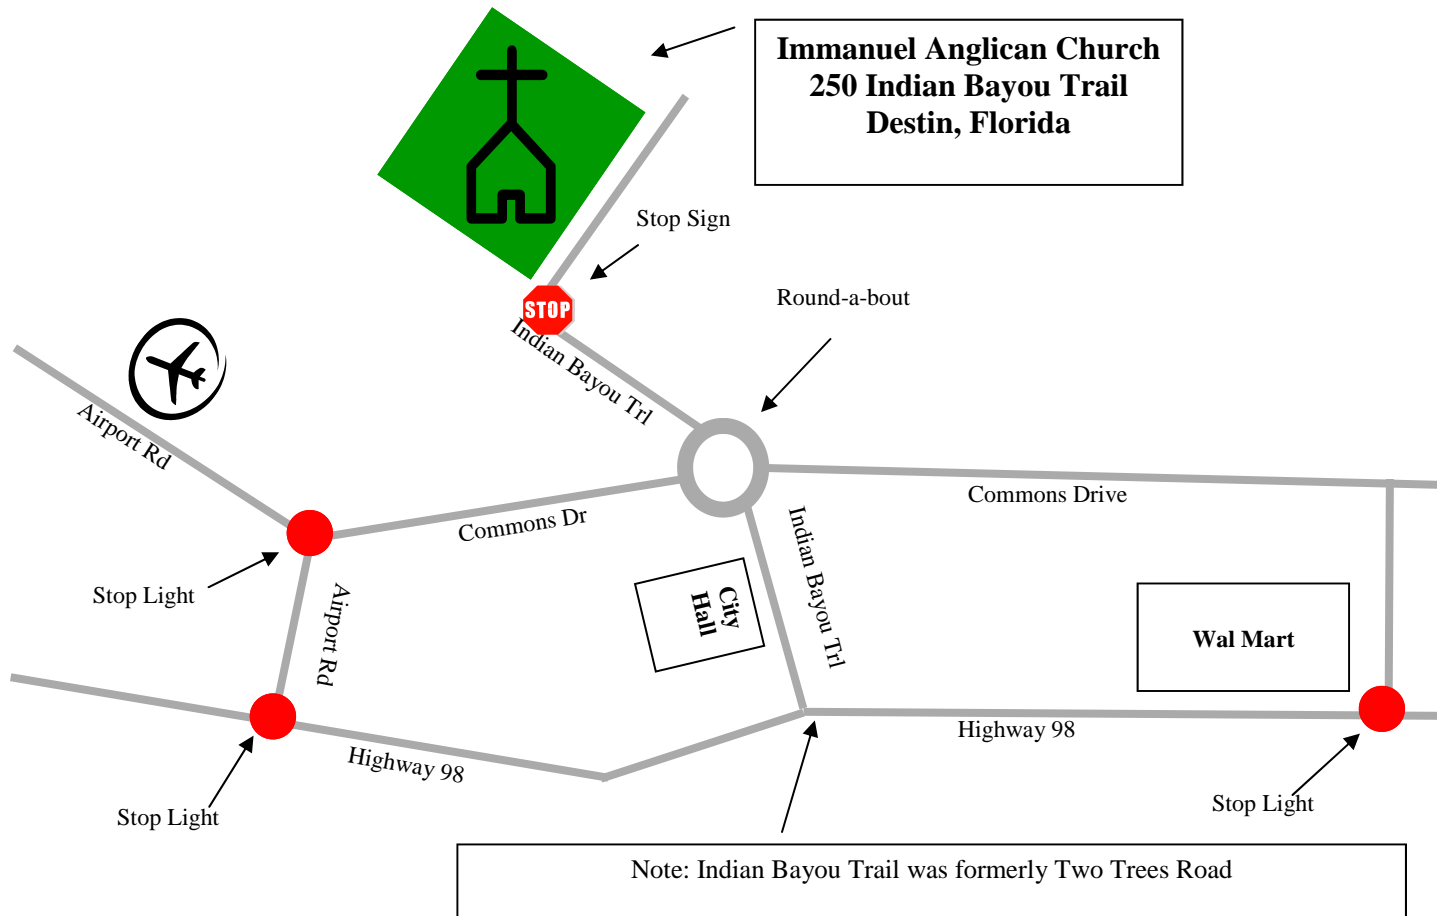 Immanuel Anglican Church
250 Indian Bayou Trail
Destin, Florida
Stop Sign
STOP
Round-a-bout
Indian Bayou Trl
Airport Rd
Commons Drive
Commons Dr
Indian Bayou Trl
Stop Light
Airport Rd
City
Hall
Wal Mart
Highway 98
Highway 98
Stop Light
Stop Light
Note: Indian Bayou Trail was formerly Two Trees Road